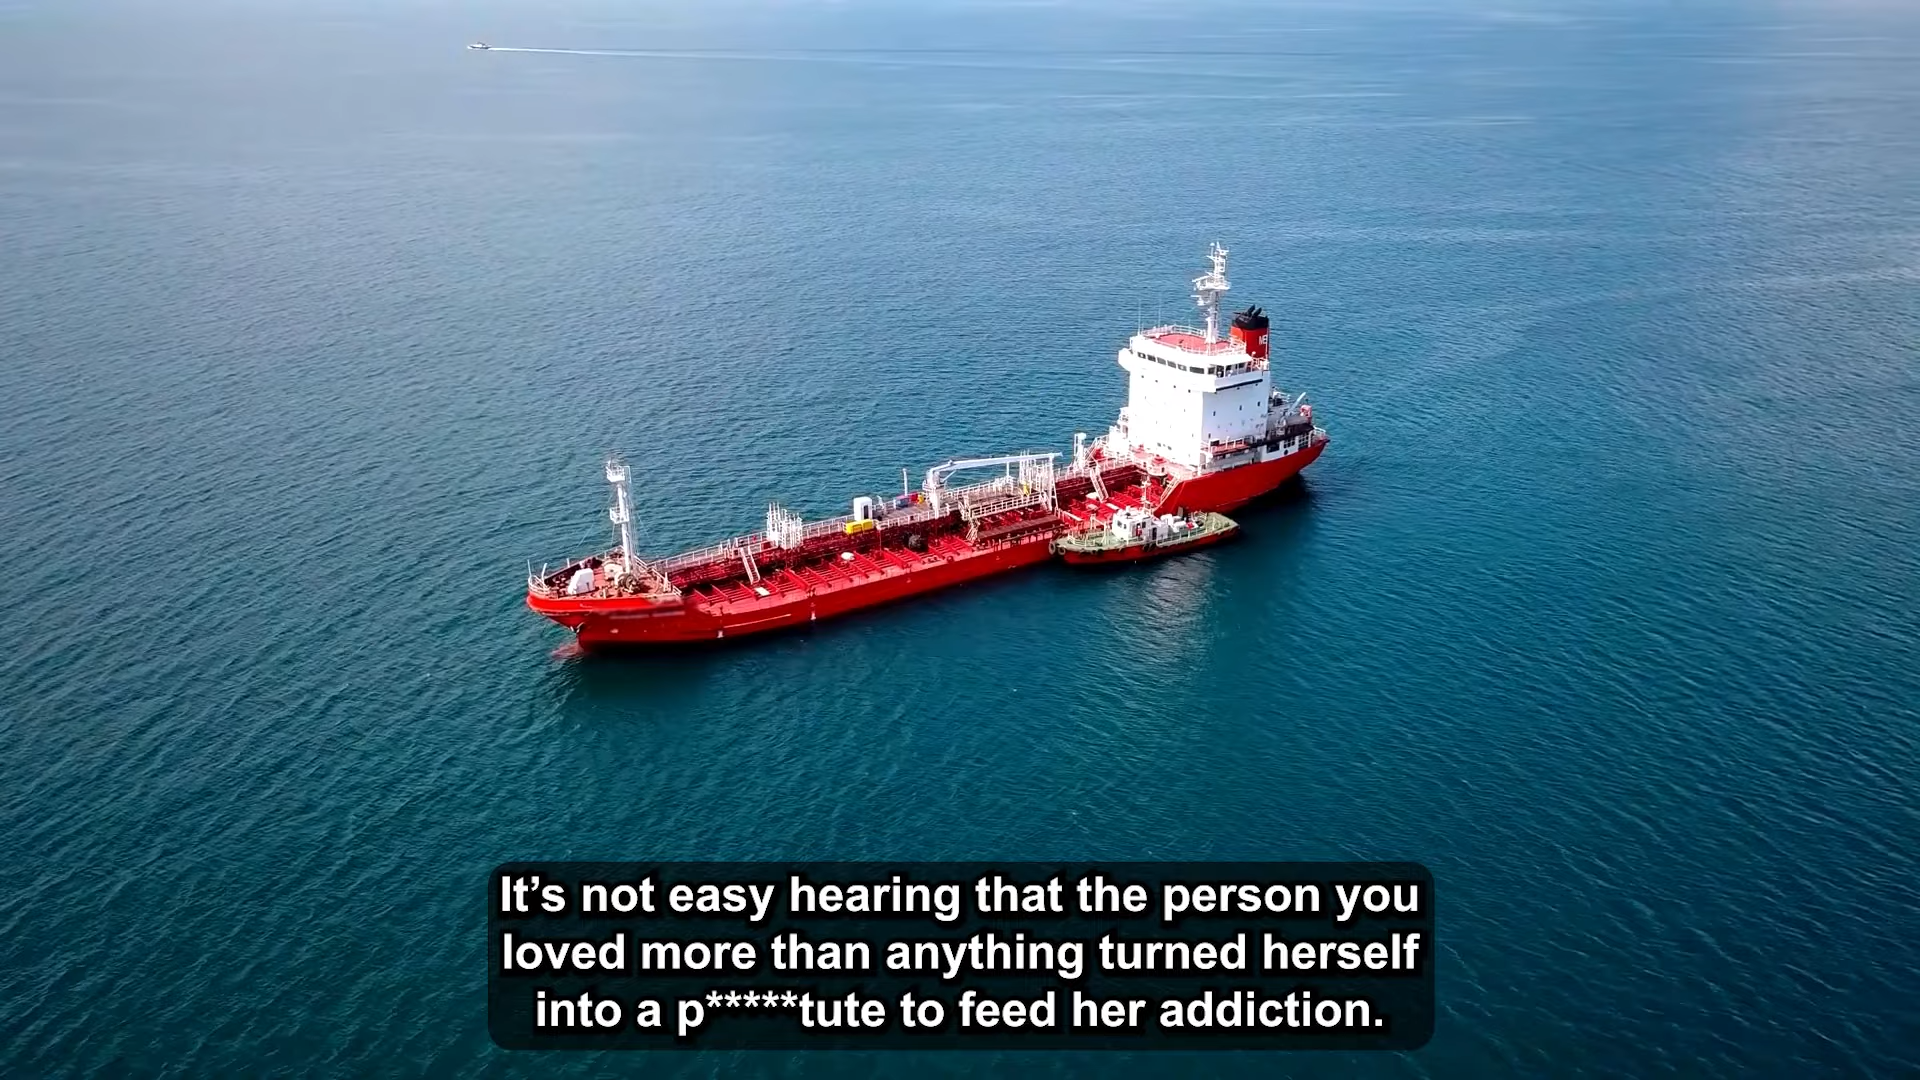 It’s not easy hearing that the person you
loved more than anything turned herself
into a p*****tute to feed her addiction.